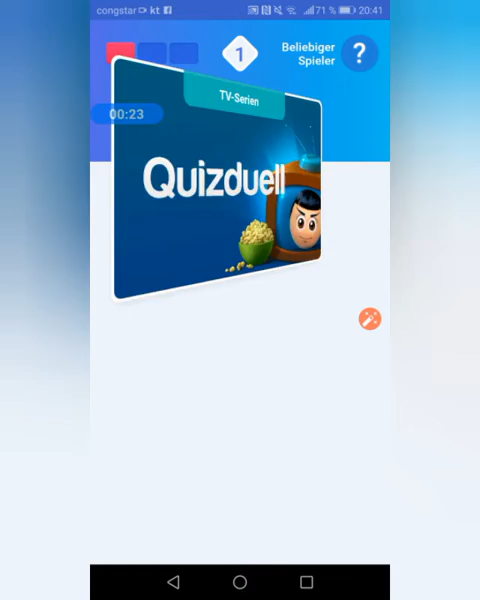 congstar kt 71 % 20:41
1
Beliebiger
Spieler
?
TV-Serien
00:23
Quizduell